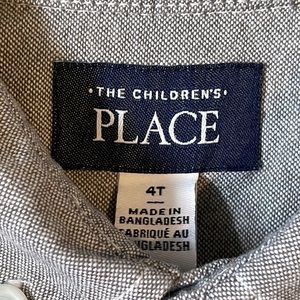 • THE CHILDREN'S •
PLACE
4T
MADE IN
BANGLADESH
FABRIQUÉ AU
BANGLADESH